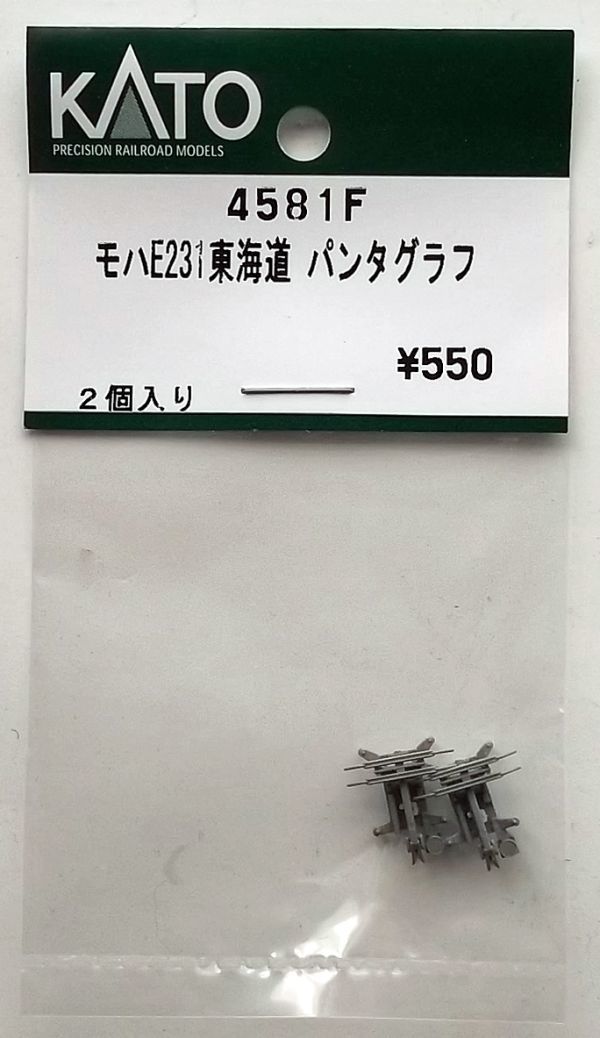 KATO
PRECISION RAILROAD MODELS
4581F
モハE231東海道 パンタグラフ
¥550
2個入り